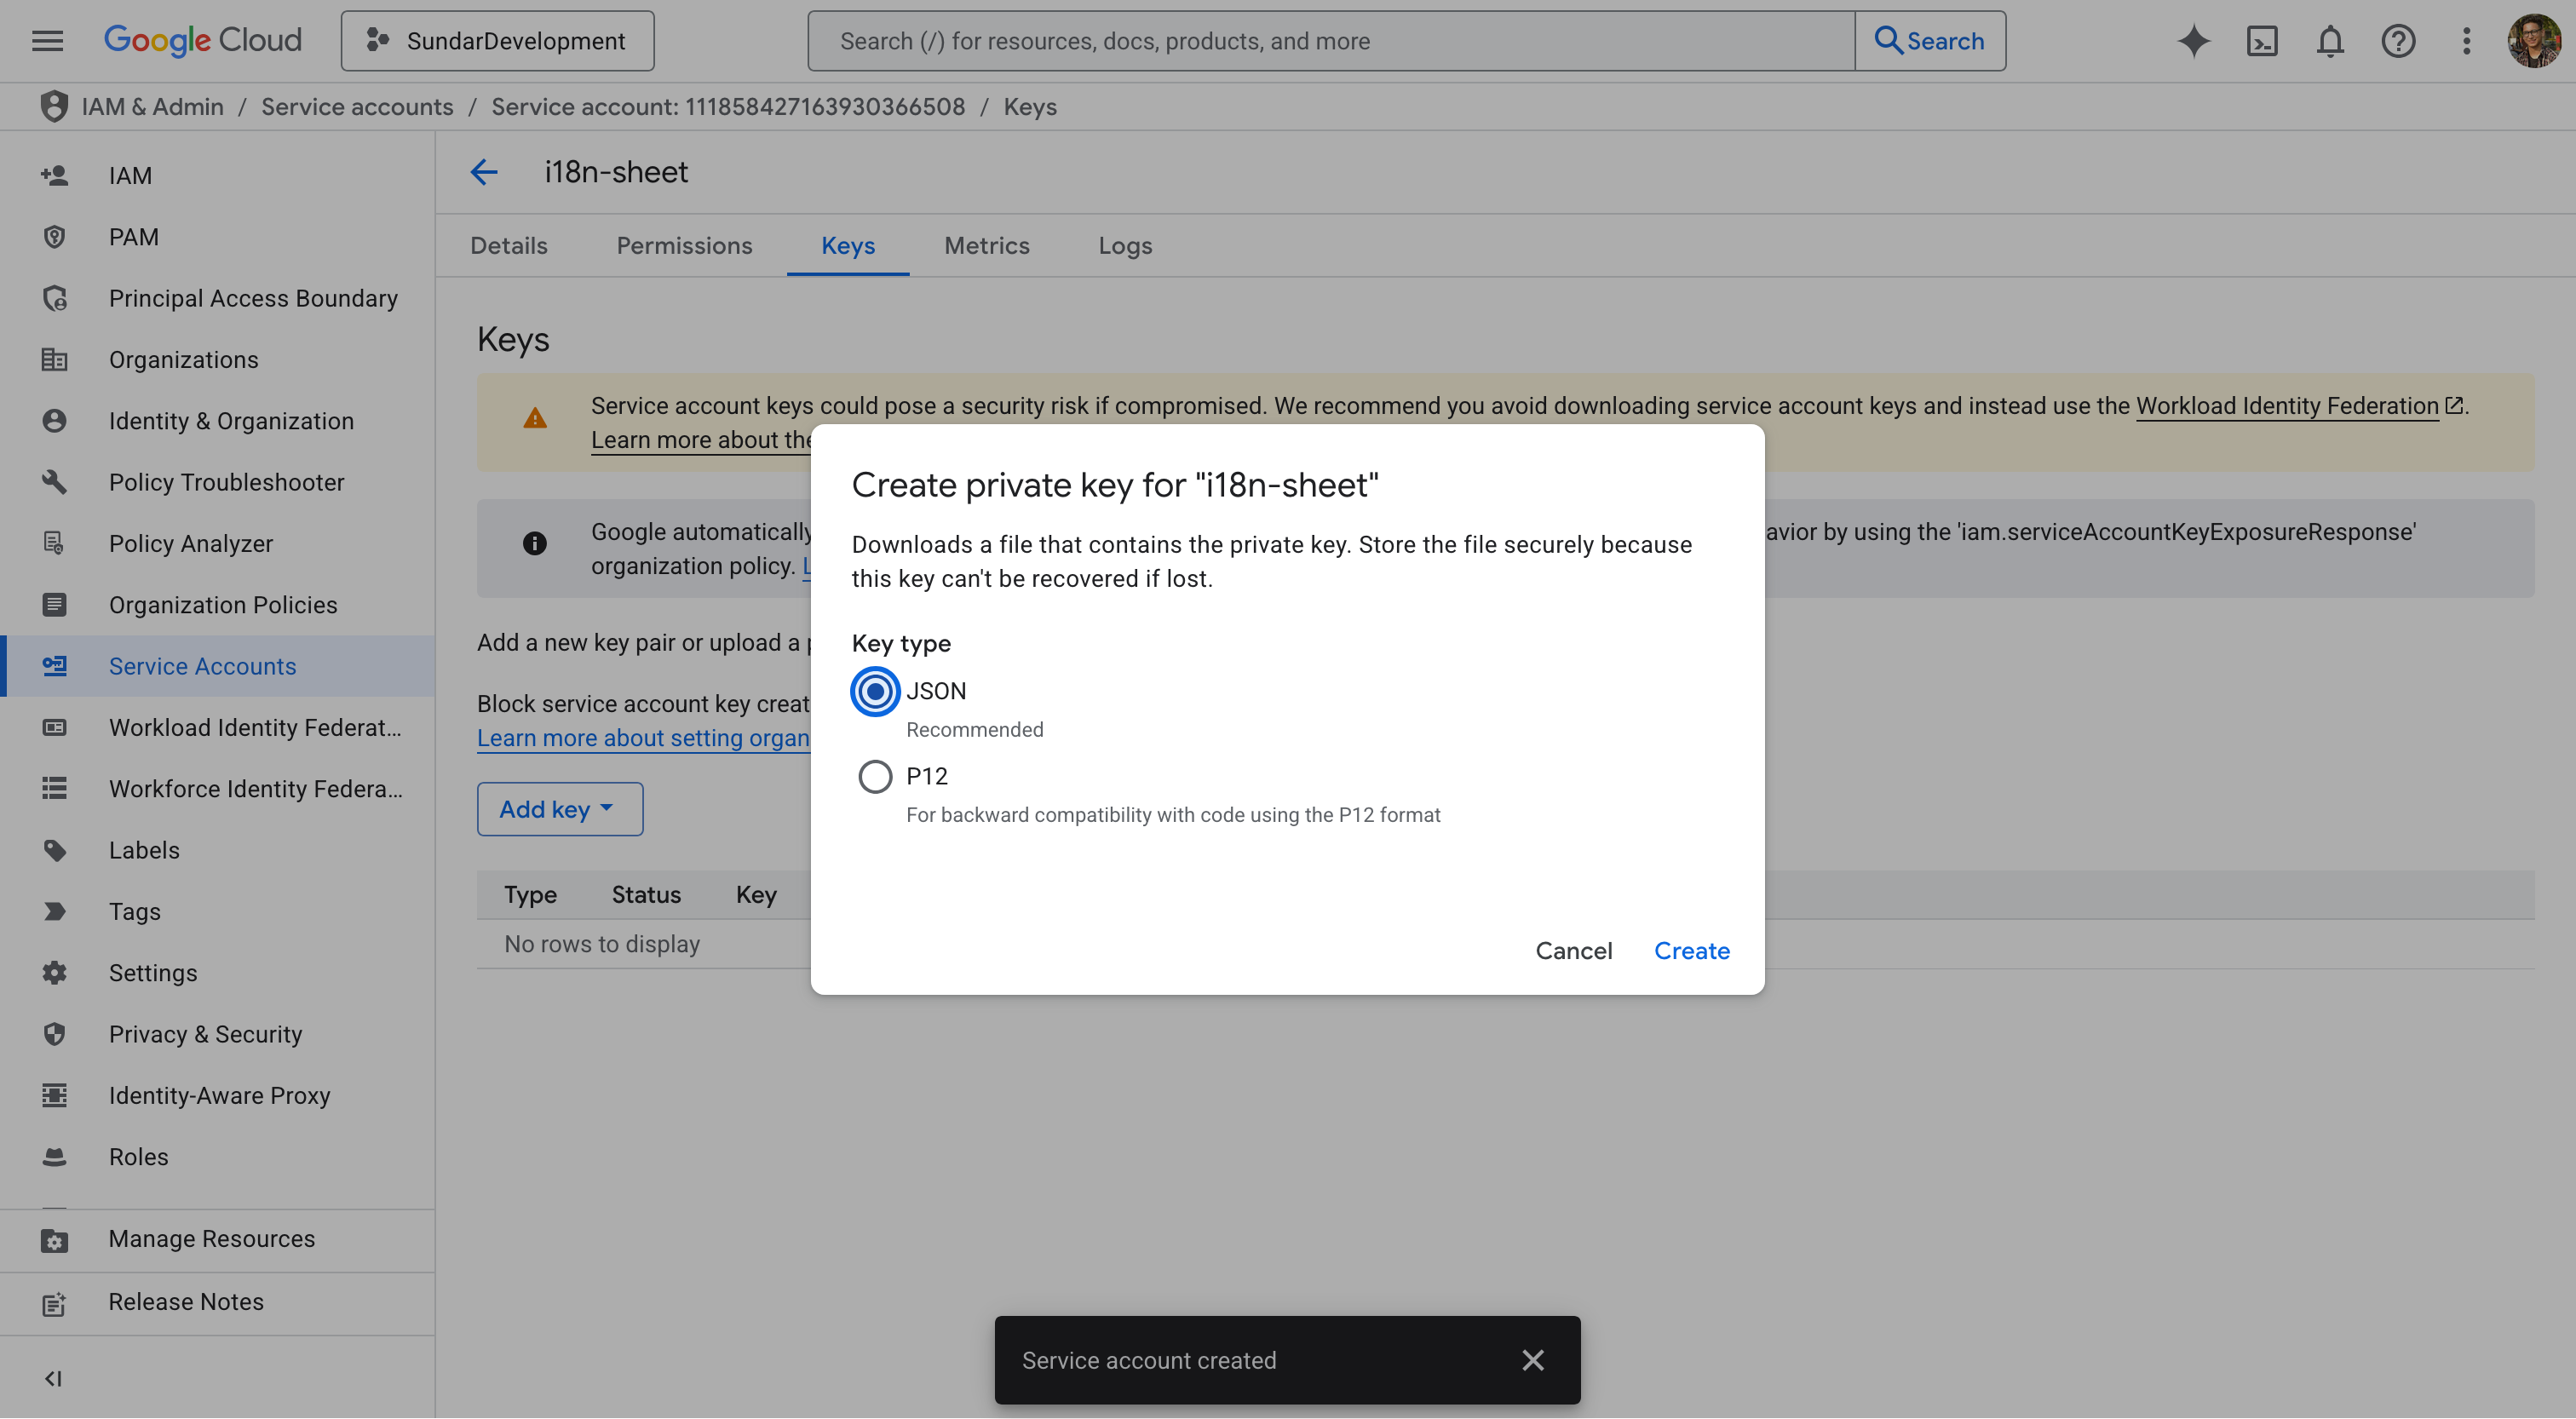 Google Cloud
SundarDevelopment
Search (/) for resources, docs, products, and more
Search
IAM & Admin / Service accounts / Service account: 111858427163930366508 / Keys
IAM
PAM
Principal Access Boundary
Organizations
Identity & Organization
Policy Troubleshooter
Policy Analyzer
Organization Policies
Service Accounts
Workload Identity Federat...
Workforce Identity Federa...
Labels
Tags
Settings
Privacy & Security
Identity-Aware Proxy
Roles
Manage Resources
Release Notes
i18n-sheet
Details
Permissions
Keys
Metrics
Logs
Keys
Service account keys could pose a security risk if compromised. We recommend you avoid downloading service account keys and instead use the Workload Identity Federation.
Learn more about the
Google automatically
avior by using the 'iam.serviceAccountKeyExposureResponse'
organization policy.
Add a new key pair or upload a
Block service account key creat
Learn more about setting organ
Add key
Type Status Key
No rows to display
Create private key for "i18n-sheet"
Downloads a file that contains the private key. Store the file securely because
this key can't be recovered if lost.
Key type
JSON
Recommended
P12
For backward compatibility with code using the P12 format
Cancel
Create
Service account created